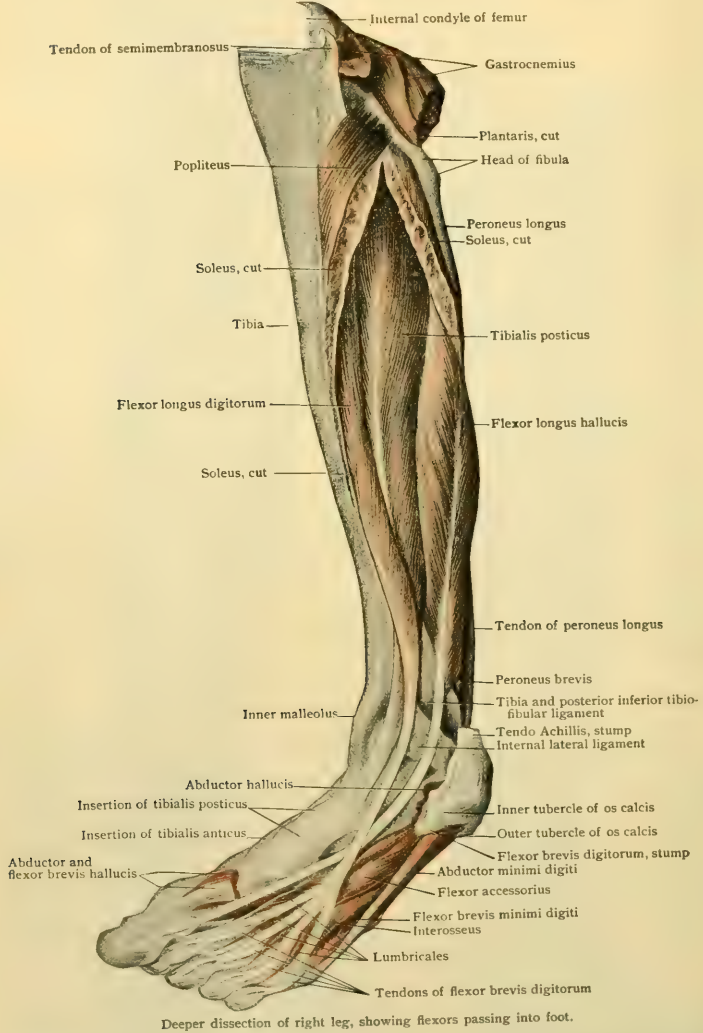 Internal condyle of femur
Tendon of semimembranosus
Gastrocnemius
Plantaris, cut
Head of fibula
Popliteus
Peroneus longus
Soleus, cut
Soleus, cut
Tibia
Tibialis posticus
Flexor longus digitorum
Flexor longus hallucis
Soleus, cut
Tendon of peroneus longus
Peroneus brevis
Tibia and posterior inferior tibio-
fibular ligament
Inner malleolus
Tendo Achillis, stump
Internal lateral ligament
Abductor hallucis
Insertion of tibialis posticus
Inner tubercle of os calcis
Insertion of tibialis anticus
Outer tubercle of os calcis
Flexor brevis digitorum, stump
Abductor and
flexor brevis hallucis
Abductor minimi digiti
Flexor accessorius
Flexor brevis minimi digiti
Interosseus
Lumbricales
Tendons of flexor brevis digitorum
Deeper dissection of right leg, showing flexors passing into foot.